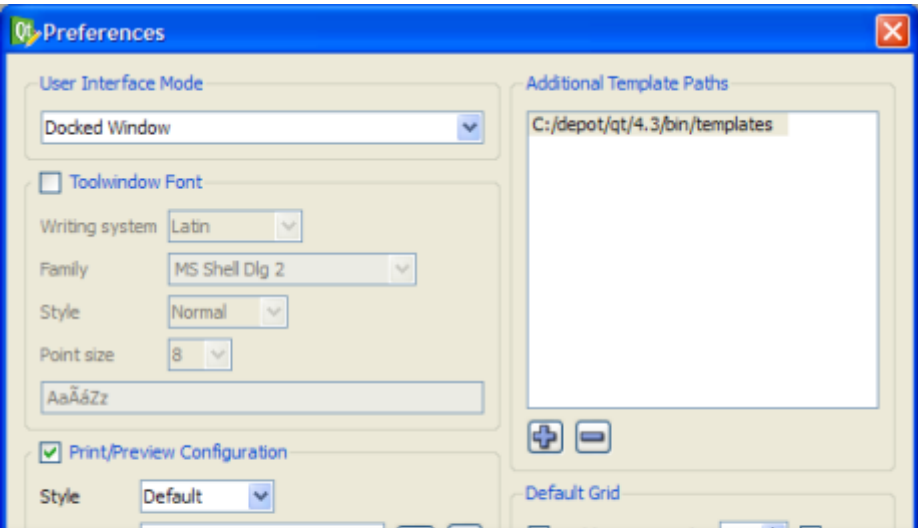 Qt Preferences
User Interface Mode
Docked Window
Toolwindow Font
Writing system Latin
Family MS Shell Dlg 2
Style Normal
Point size 8
AaÃáZz
Print/Preview Configuration
Style Default
Additional Template Paths
C:/depot/qt/4.3/bin/templates
Default Grid